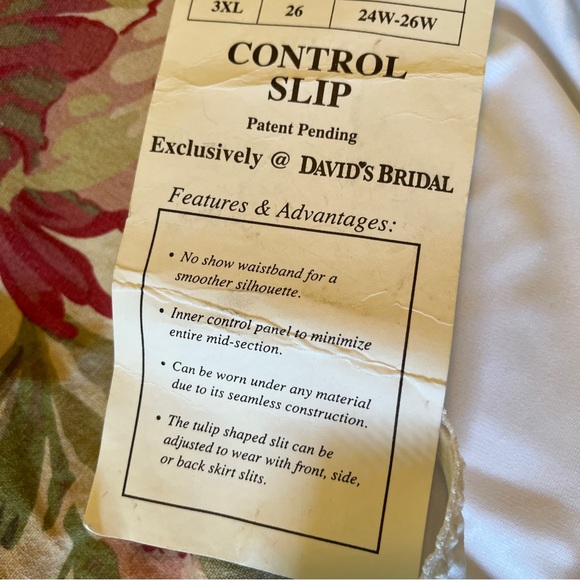 3XL 26 24W-26W
CONTROL
SLIP
Patent Pending
Exclusively @ DAVID'S BRIDAL
Features & Advantages:
• No show waistband for a
smoother silhouette.
• Inner control panel to minimize
entire mid-section.
• Can be worn under any material
due to its seamless construction.
• The tulip shaped slit can be
adjusted to wear with front, side,
or back skirt slits.